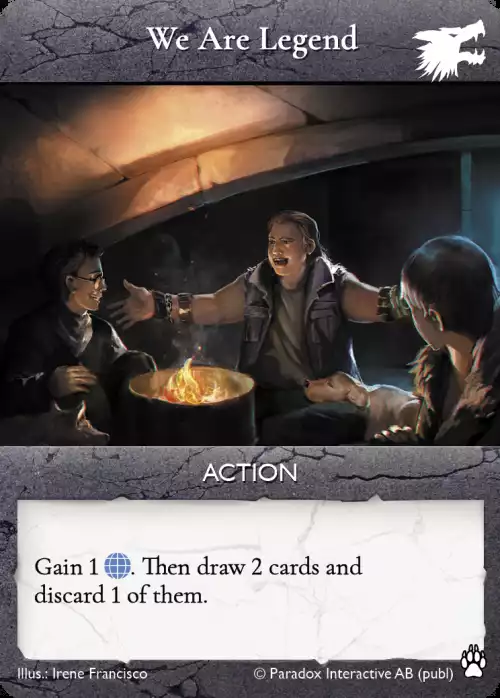 We Are Legend
ACTION
Gain 1 . Then draw 2 cards and
discard 1 of them.
Illus.: Irene Francisco © Paradox Interactive AB (publ)